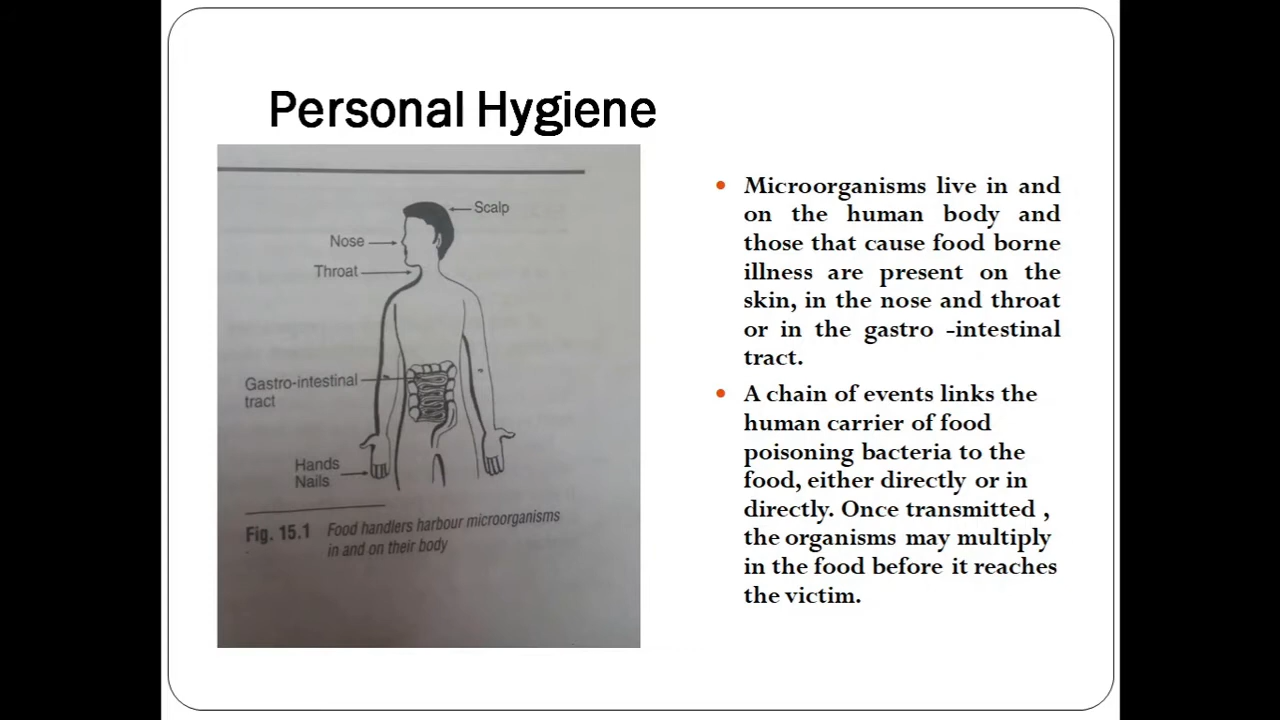 Personal Hygiene
Scalp
Nose
Throat
Gastro-intestinal
tract
Hands
Nails
Fig. 15.1 Food handlers harbour microorganisms
in and on their body
• Microorganisms live in and
on the human body and
those that cause food borne
illness are present on the
skin, in the nose and throat
or in the gastro -intestinal
tract.
• A chain of events links the
human carrier of food
poisoning bacteria to the
food, either directly or in
directly. Once transmitted ,
the organisms may multiply
in the food before it reaches
the victim.